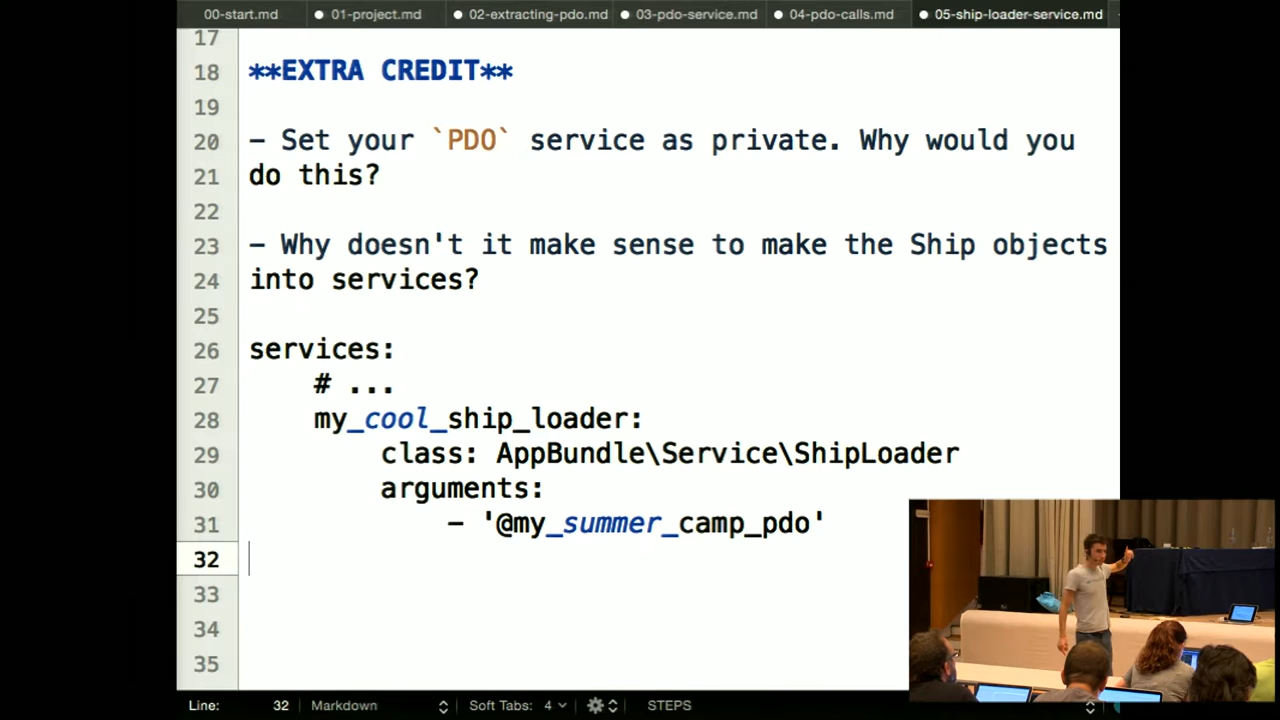 00-start.md
01-project.md
02-extracting-pdo.md
03-pdo-service.md
04-pdo-calls.md
05-ship-loader-service.md
17
18 **EXTRA CREDIT**
19
20 - Set your `PDO` service as private. Why would you
21 do this?
22
23 - Why doesn't it make sense to make the Ship objects
24 into services?
25
26 services:
27 # ...
28 my_cool_ship_loader:
29 class: AppBundle\Service\ShipLoader
30 arguments:
31 - '@my_summer_camp_pdo'
32
33
34
35
Line: 32 Markdown Soft Tabs: 4 STEPS